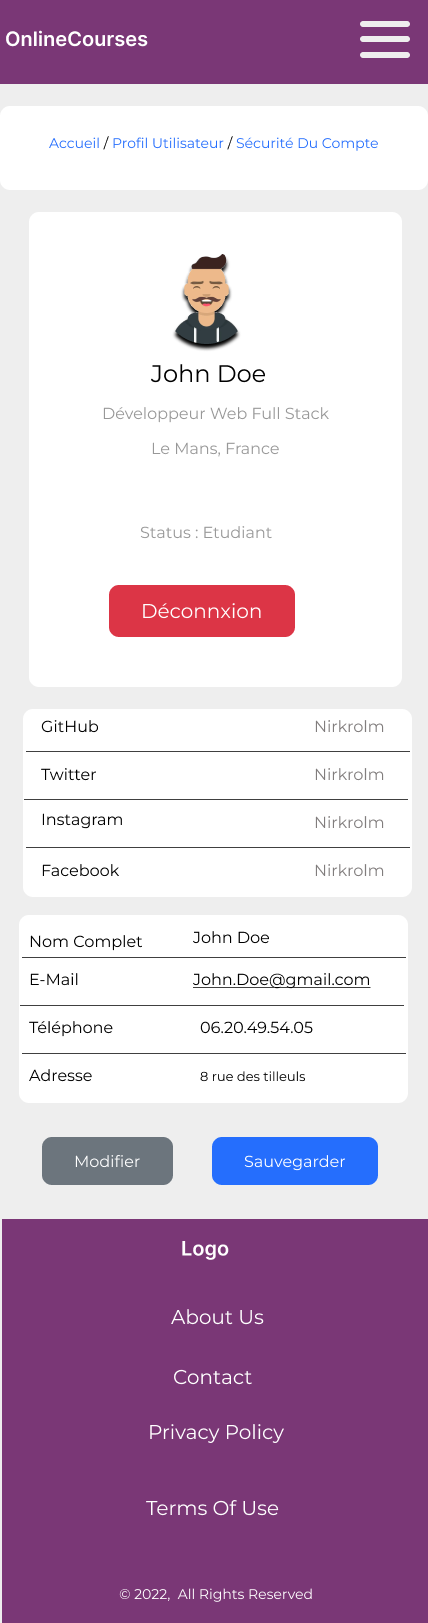 OnlineCourses
Accueil / Profil Utilisateur / Sécurité Du Compte
John Doe
Développeur Web Full Stack
Le Mans, France
Status : Etudiant
Déconnxion
GitHub Nirkrolm
Twitter Nirkrolm
Instagram Nirkrolm
Facebook Nirkrolm
Nom Complet John Doe
E-Mail John.Doe@gmail.com
Téléphone 06.20.49.54.05
Adresse 8 rue des tilleuls
Modifier Sauvegarder
Logo
About Us
Contact
Privacy Policy
Terms Of Use
© 2022, All Rights Reserved